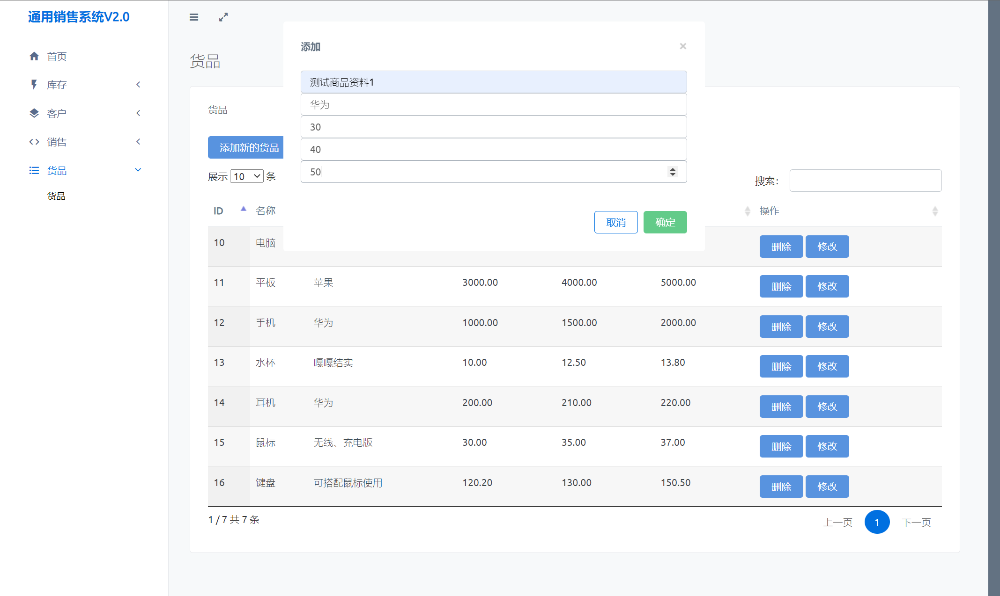 通用销售系统V2.0
首页
库存
客户
销售
货品
货品
货品
货品
添加新的货品
展示 10 条
搜索：
添加
×
测试商品资料1
华为
30
40
50
取消 确定
ID 名称 操作
10 电脑 删除 修改
11 平板 苹果 3000.00 4000.00 5000.00 删除 修改
12 手机 华为 1000.00 1500.00 2000.00 删除 修改
13 水杯 嘎嘎结实 10.00 12.50 13.80 删除 修改
14 耳机 华为 200.00 210.00 220.00 删除 修改
15 鼠标 无线、充电版 30.00 35.00 37.00 删除 修改
16 键盘 可搭配鼠标使用 120.20 130.00 150.50 删除 修改
1 / 7 共 7 条
上一页 1 下一页